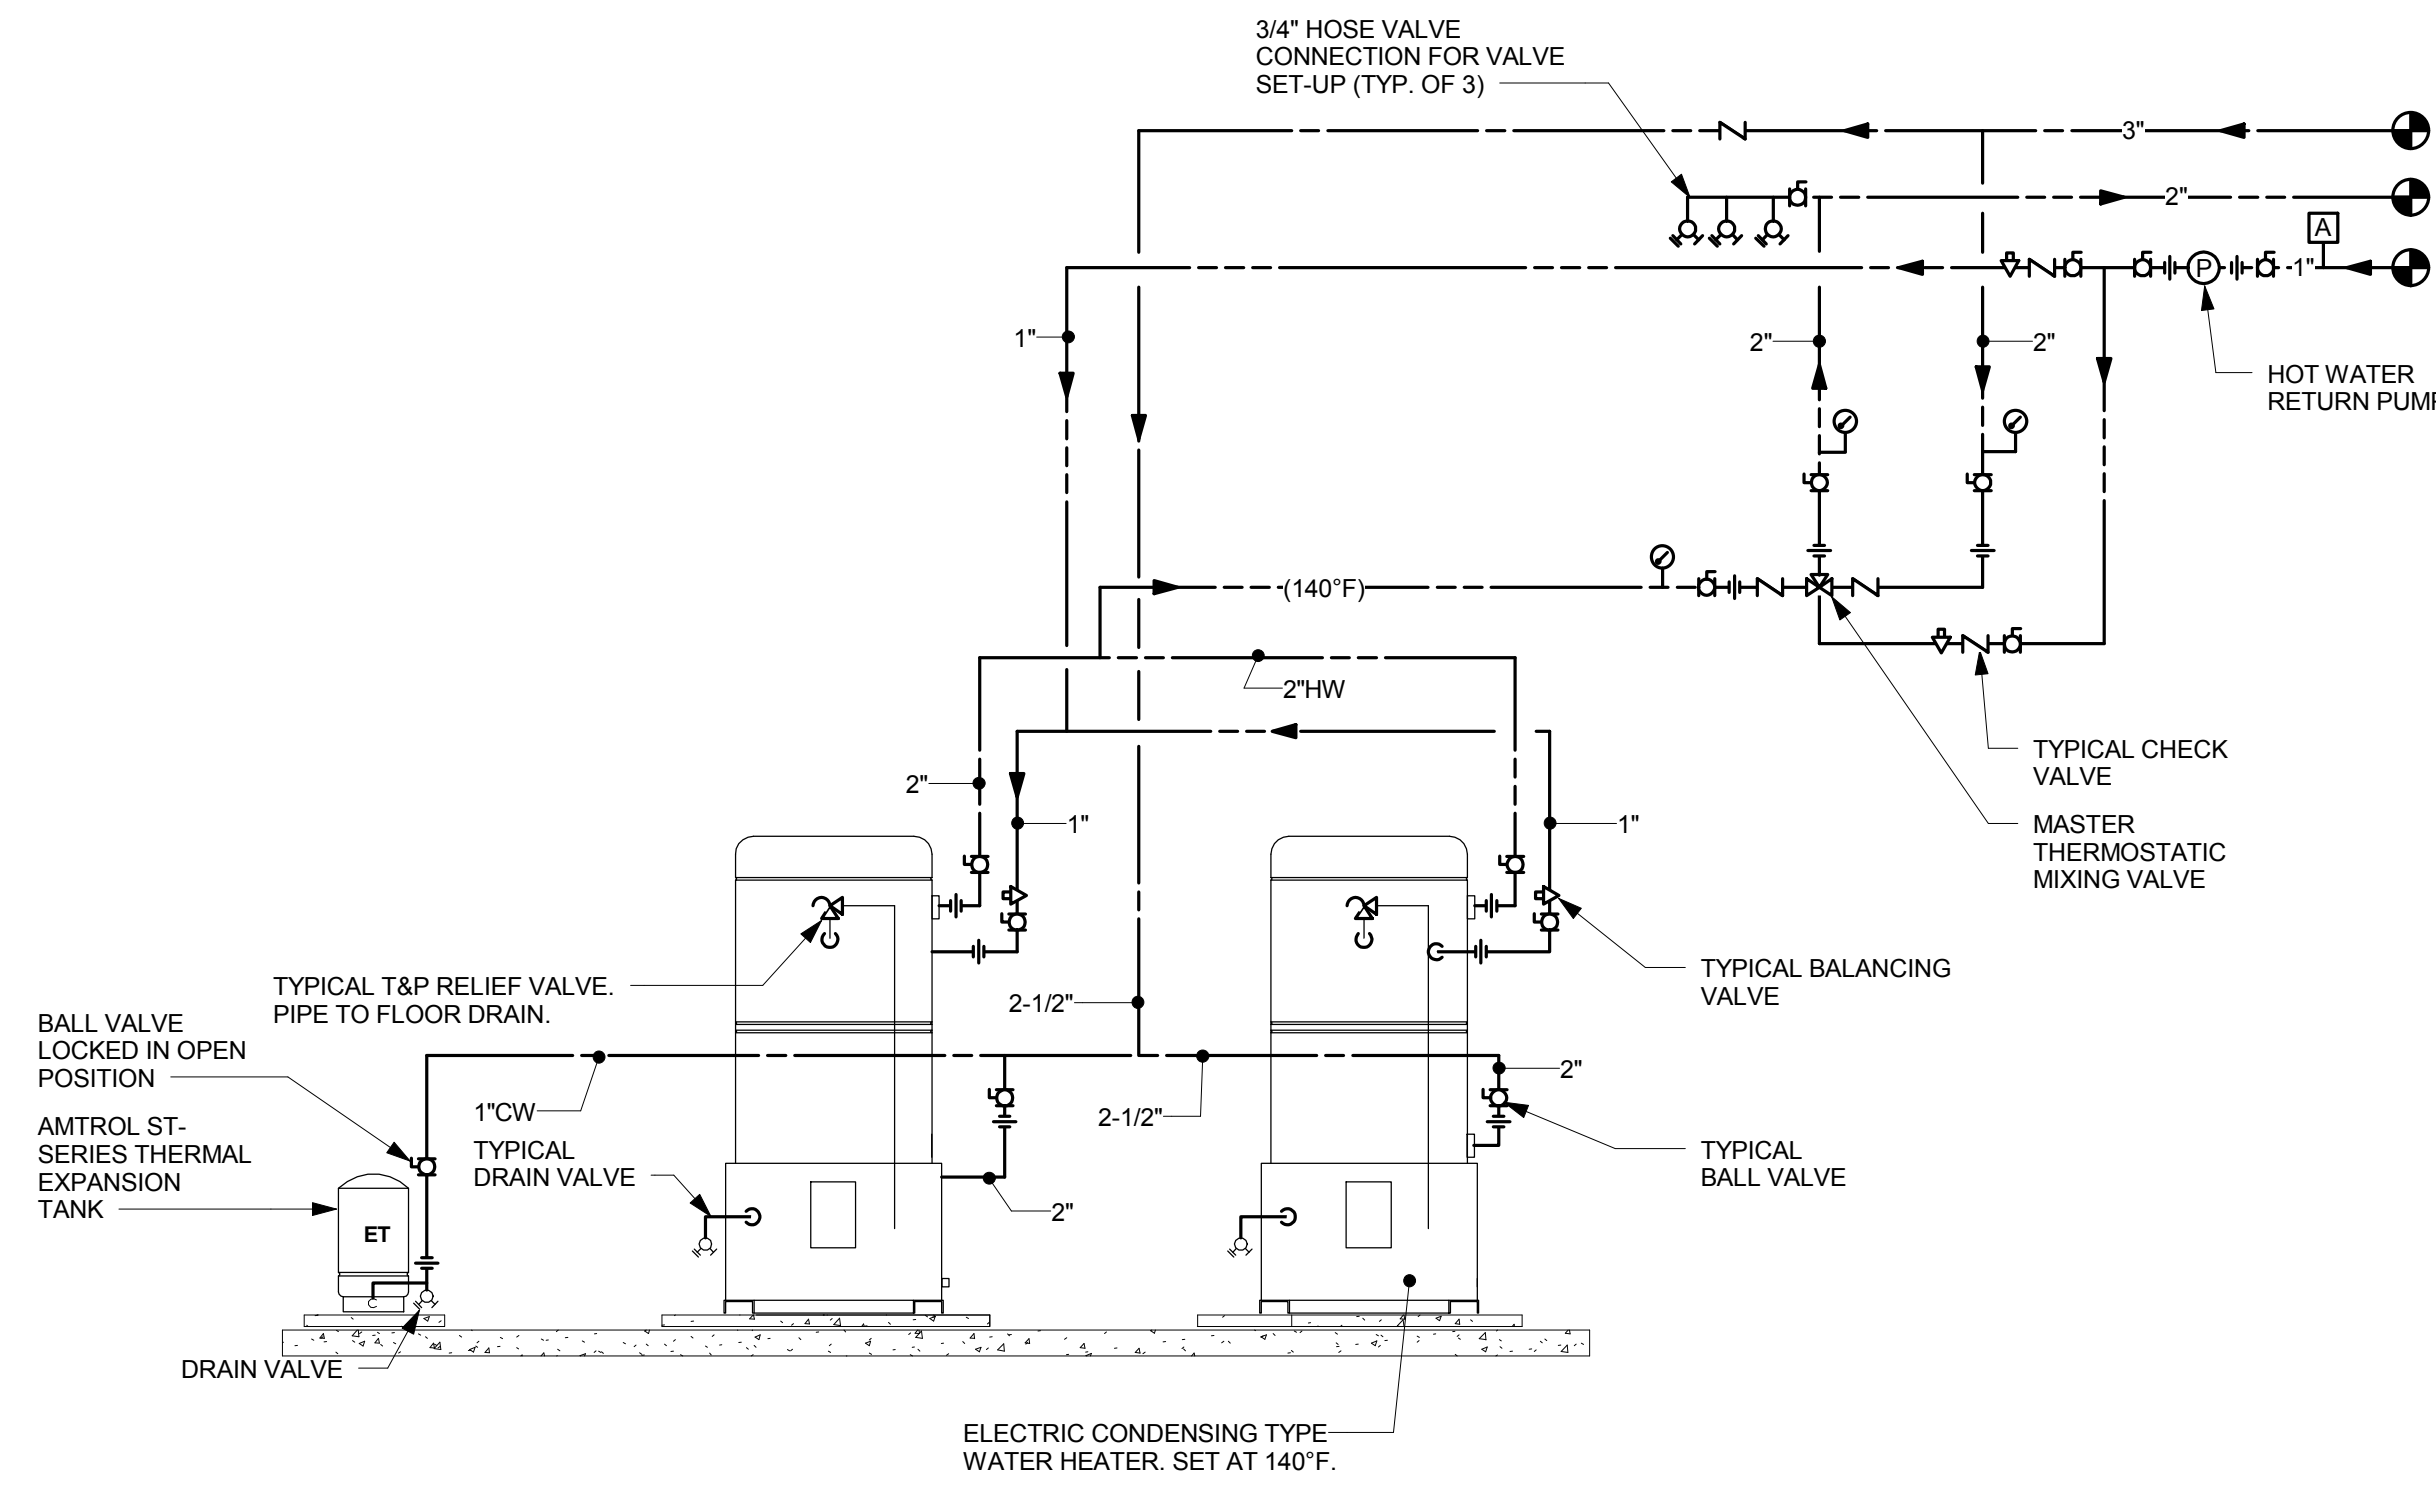 3/4" HOSE VALVE
CONNECTION FOR VALVE
SET-UP (TYP. OF 3)
3"
2"
A
P
1"
1"
2"
2"
HOT WATER
RETURN PUMP
(140°F)
2"HW
TYPICAL CHECK
VALVE
2"
1"
1"
MASTER
THERMOSTATIC
MIXING VALVE
TYPICAL T&P RELIEF VALVE.
PIPE TO FLOOR DRAIN.
TYPICAL BALANCING
VALVE
2-1/2"
BALL VALVE
LOCKED IN OPEN
POSITION
2"
1"CW
2-1/2"
AMTROL ST-
SERIES THERMAL
EXPANSION
TANK
TYPICAL
DRAIN VALVE
TYPICAL
BALL VALVE
2"
ET
DRAIN VALVE
ELECTRIC CONDENSING TYPE
WATER HEATER. SET AT 140°F.